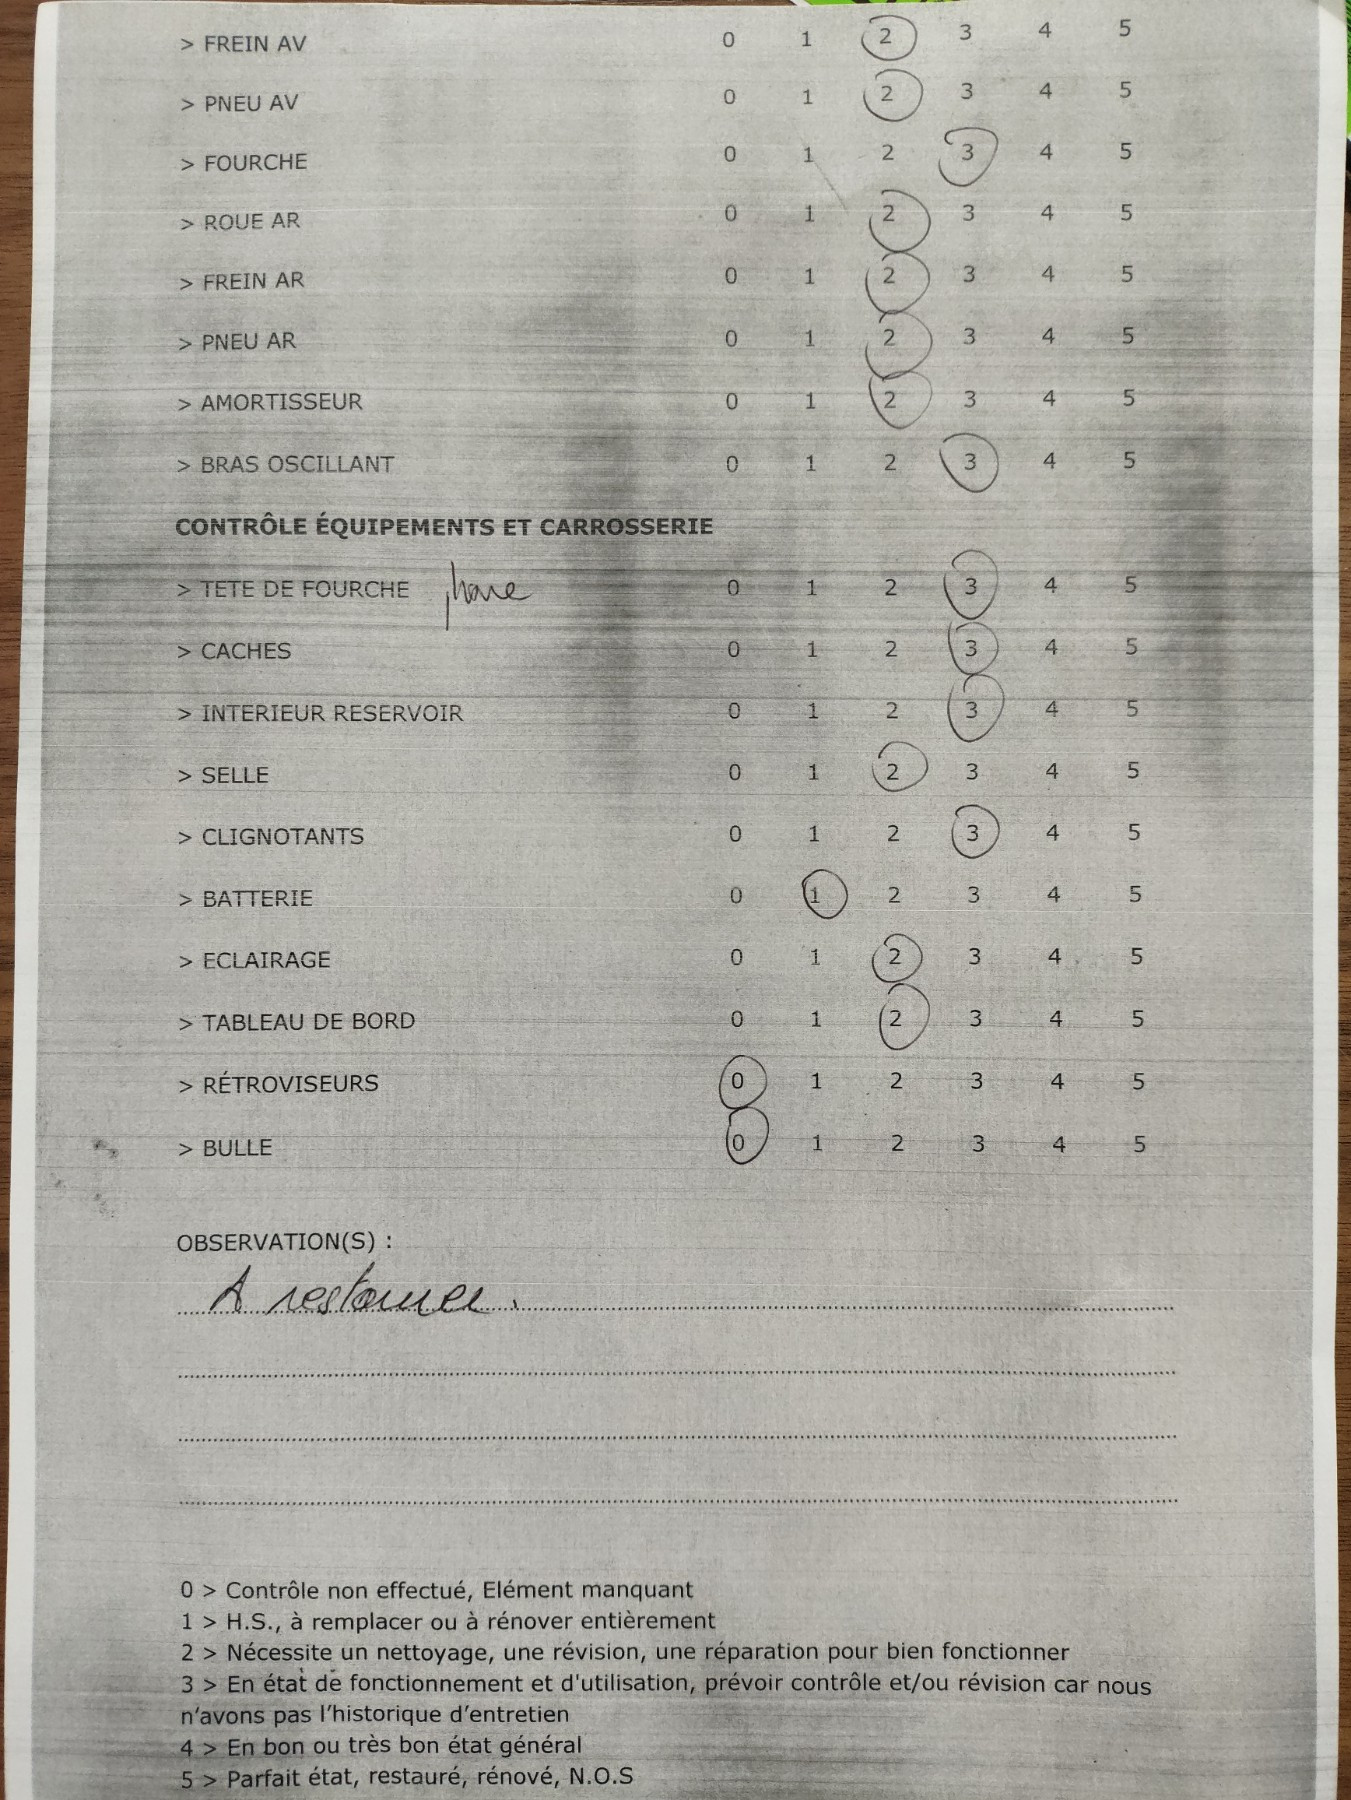 > FREIN AV 0 1 2 3 4 5
> PNEU AV 0 1 2 3 4 5
> FOURCHE 0 1 2 3 4 5
> ROUE AR 0 1 2 3 4 5
> FREIN AR 0 1 2 3 4 5
> PNEU AR 0 1 2 3 4 5
> AMORTISSEUR 0 1 2 3 4 5
> BRAS OSCILLANT 0 1 2 3 4 5
CONTRÔLE ÉQUIPEMENTS ET CARROSSERIE
> TETE DE FOURCHE phare 0 1 2 3 4 5
> CACHES 0 1 2 3 4 5
> INTERIEUR RESERVOIR 0 1 2 3 4 5
> SELLE 0 1 2 3 4 5
> CLIGNOTANTS 0 1 2 3 4 5
> BATTERIE 0 1 2 3 4 5
> ECLAIRAGE 0 1 2 3 4 5
> TABLEAU DE BORD 0 1 2 3 4 5
> RÉTROVISEURS 0 1 2 3 4 5
> BULLE 0 1 2 3 4 5
OBSERVATION(S) :
A restaurer.
0 > Contrôle non effectué, Elément manquant
1 > H.S., à remplacer ou à rénover entièrement
2 > Nécessite un nettoyage, une révision, une réparation pour bien fonctionner
3 > En état de fonctionnement et d'utilisation, prévoir contrôle et/ou révision car nous
n'avons pas l'historique d'entretien
4 > En bon ou très bon état général
5 > Parfait état, restauré, rénové, N.O.S